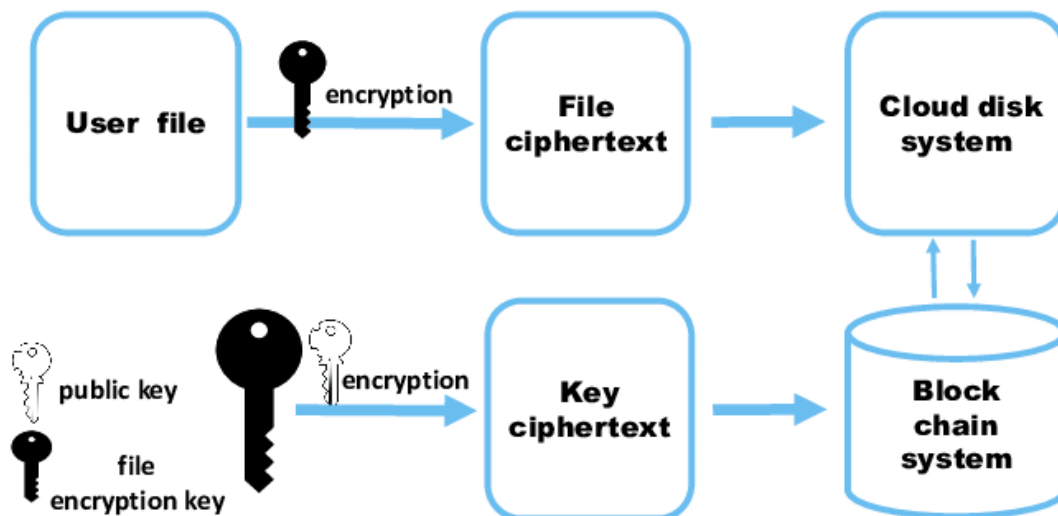 User file
encryption
File
ciphertext
Cloud disk
system
public key
file
encryption key
encryption
Key
ciphertext
Block
chain
system